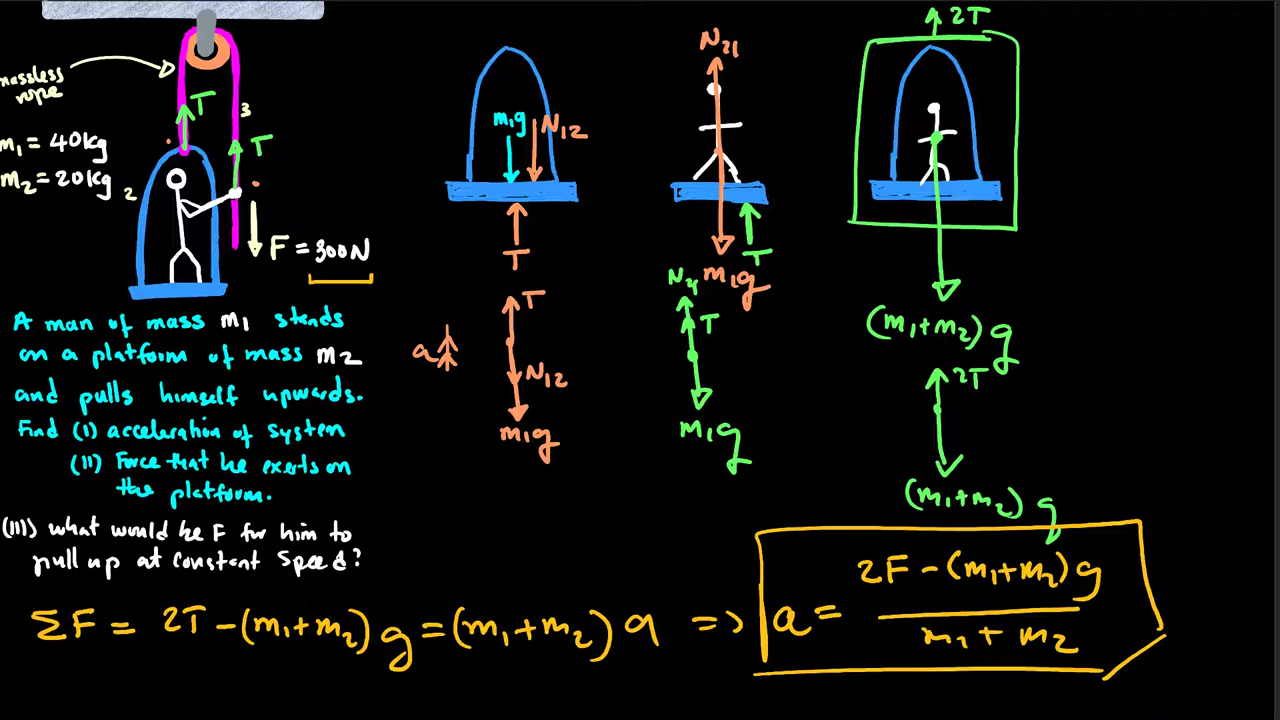 massless
rope
m₁ = 40kg
m₂ = 20kg
2
3
T
T
F = 300N
A man of mass m₁ stands
on a platform of mass m2
and pulls himself upwards.
Find (I) acceleration of system
(II) Force that he exerts on
the platform.
(III) what would be F for him to
pull up at constant speed?
m₁g
N₁₂
T
T
a
N₁₂
m₁g
N₂₁
T
m₁g
N₂₁
T
m₁g
2T
(m₁+m₂) g
2T
(m₁+m₂) g
ΣF = 2T - (m₁+m₂) g = (m₁+m₂) a => a = 2F - (m₁+m₂) g
m₁ + m₂